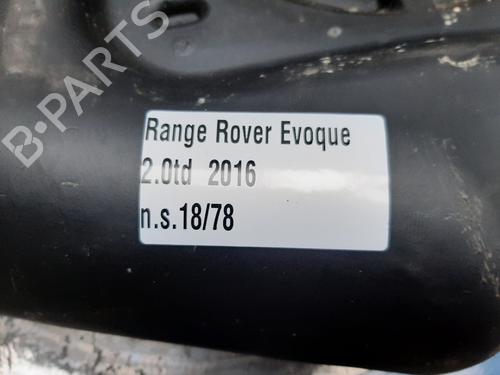 B-PARTS
Range Rover Evoque
2.0td 2016
n.s.18/78